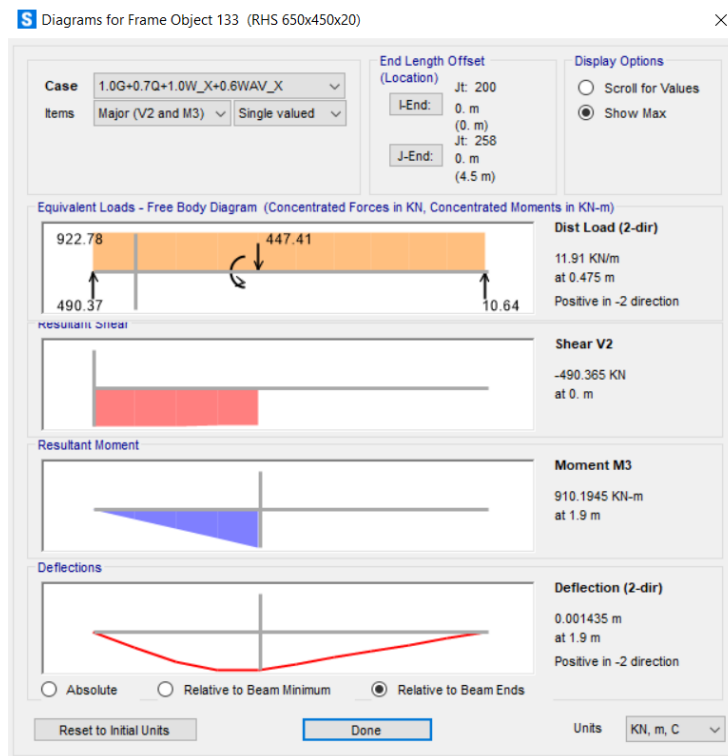 S Diagrams for Frame Object 133 (RHS 650x450x20)
Case 1.0G+0.7Q+1.0W_X+0.6WAV_X
Items Major (V2 and M3) Single valued
End Length Offset
(Location)
Jt: 200
I-End: 0. m
(0. m)
Jt: 258
J-End: 0. m
(4.5 m)
Display Options
Scroll for Values
Show Max
Equivalent Loads - Free Body Diagram (Concentrated Forces in KN, Concentrated Moments in KN-m)
922.78 447.41
490.37 10.64
Dist Load (2-dir)
11.91 KN/m
at 0.475 m
Positive in -2 direction
Resultant Shear
Shear V2
-490.365 KN
at 0. m
Resultant Moment
Moment M3
910.1945 KN-m
at 1.9 m
Deflections
Deflection (2-dir)
0.001435 m
at 1.9 m
Positive in -2 direction
Absolute Relative to Beam Minimum Relative to Beam Ends
Reset to Initial Units Done Units KN, m, C